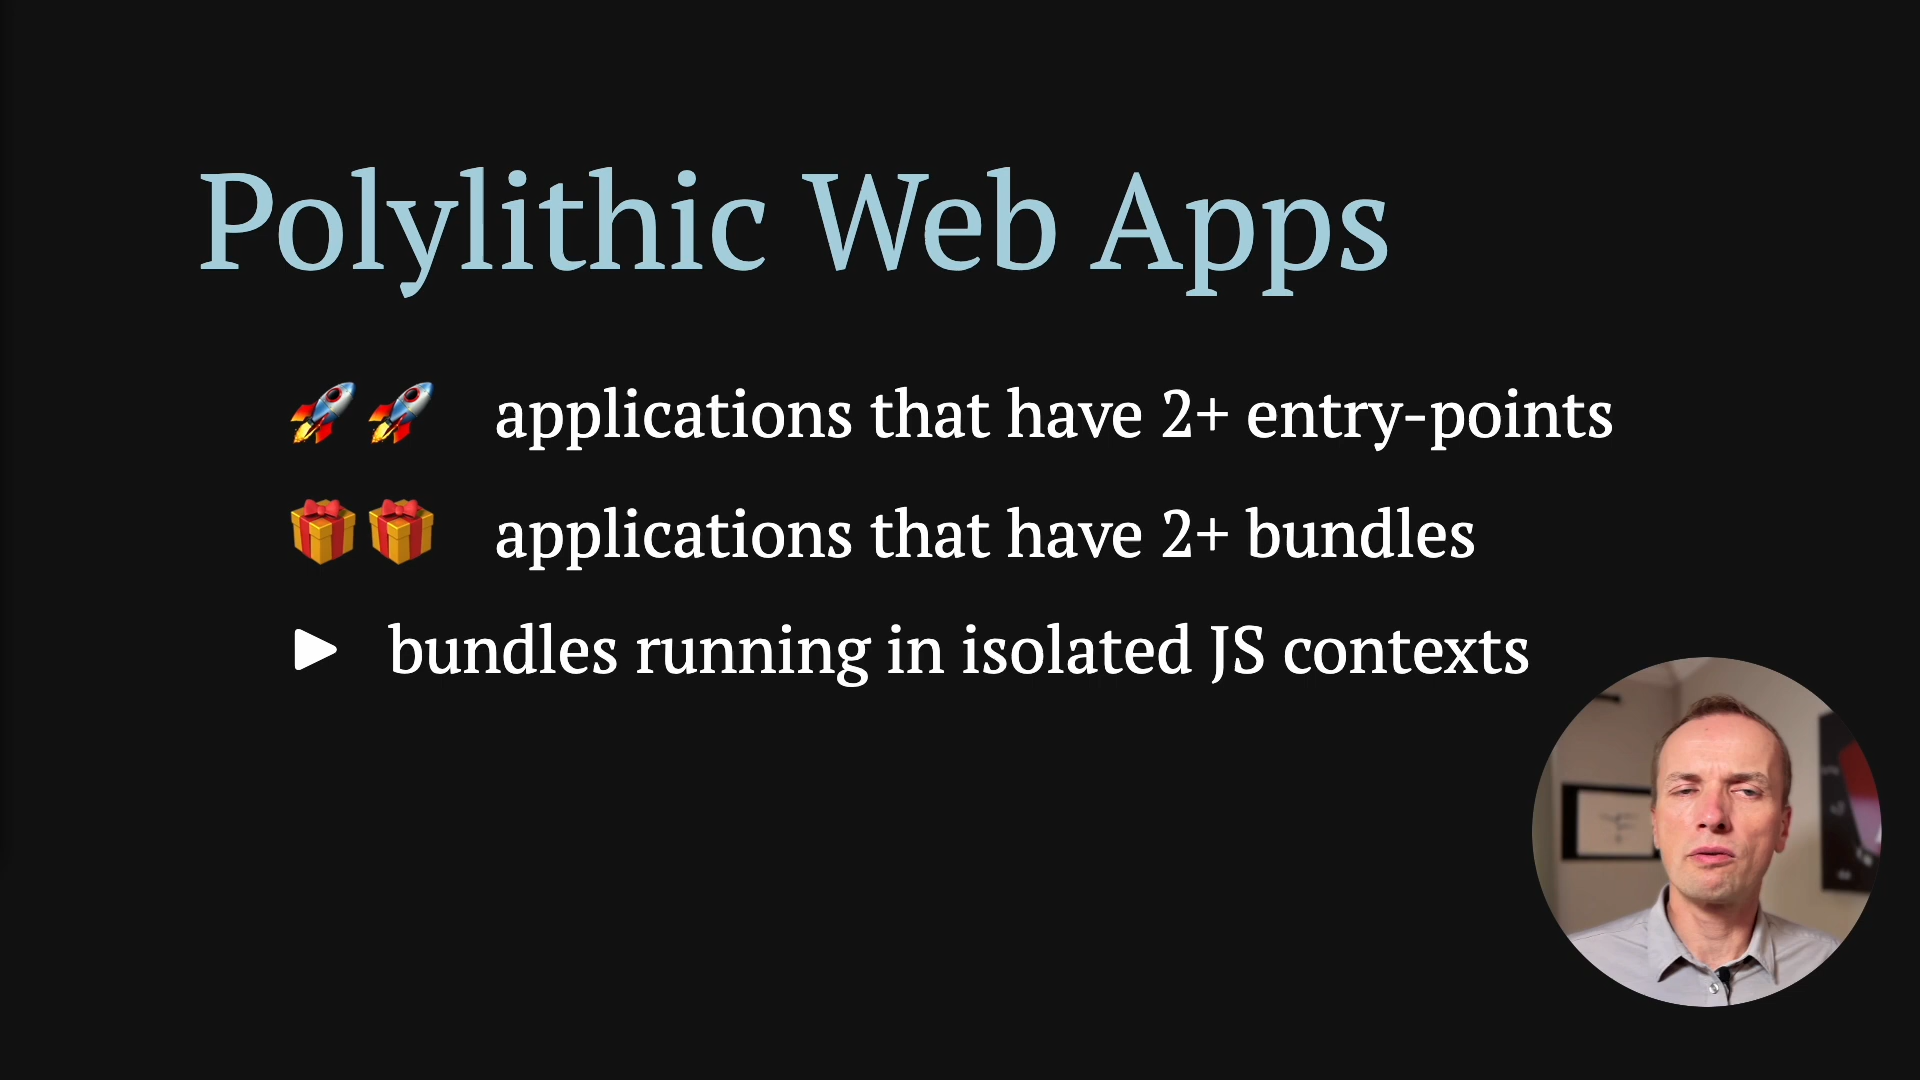 Polylithic Web Apps
🚀🚀 applications that have 2+ entry-points
🎁🎁 applications that have 2+ bundles
▶ bundles running in isolated JS contexts